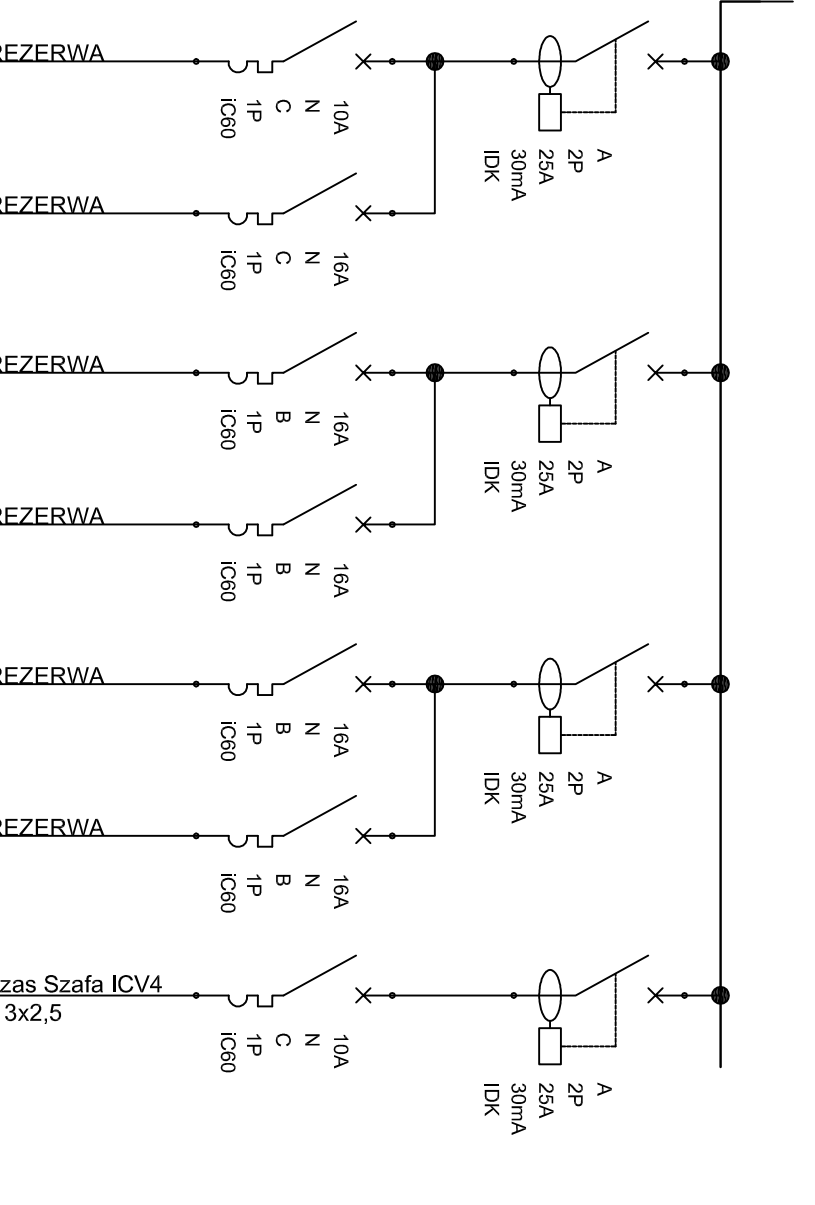 REZERWA
10A
N
C
1P
iC60
A
2P
25A
30mA
IDK
REZERWA
16A
N
C
1P
iC60
REZERWA
16A
N
B
1P
iC60
A
2P
25A
30mA
IDK
REZERWA
16A
N
B
1P
iC60
REZERWA
16A
N
B
1P
iC60
A
2P
25A
30mA
IDK
REZERWA
16A
N
B
1P
iC60
zas Szafa ICV4
3x2,5
10A
N
C
1P
iC60
A
2P
25A
30mA
IDK